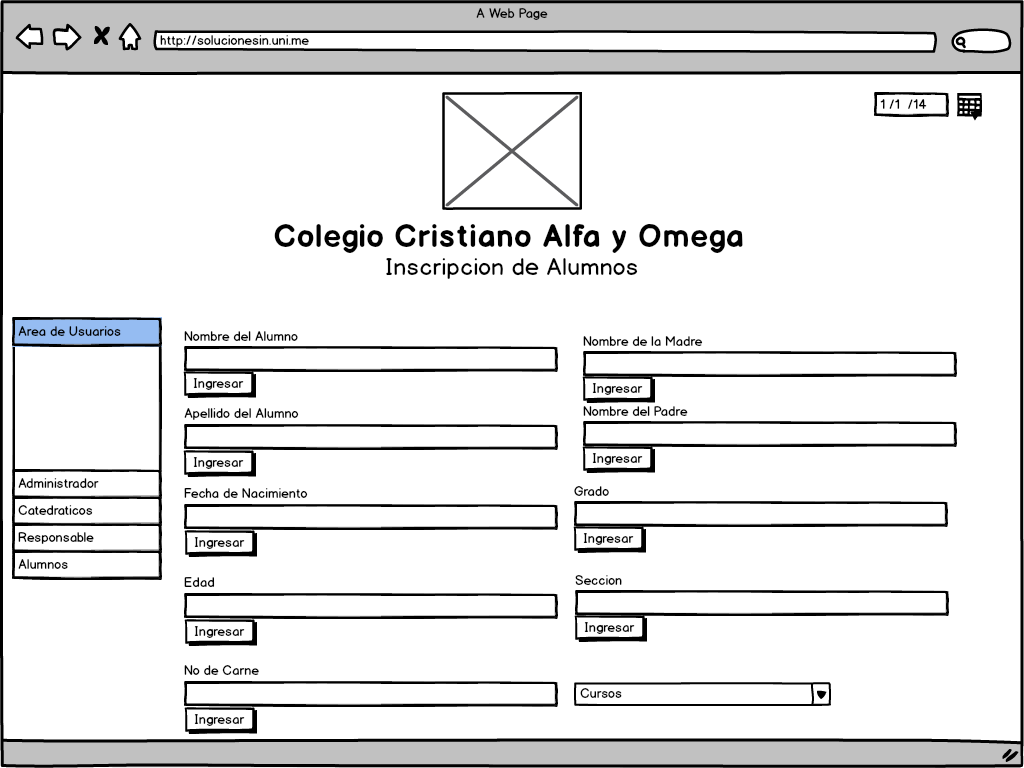 A Web Page
http://solucionesin.uni.me
1 /1 /14
Colegio Cristiano Alfa y Omega
Inscripcion de Alumnos
Area de Usuarios
Administrador
Catedraticos
Responsable
Alumnos
Nombre del Alumno
Ingresar
Apellido del Alumno
Ingresar
Fecha de Nacimiento
Ingresar
Edad
Ingresar
No de Carne
Ingresar
Nombre de la Madre
Ingresar
Nombre del Padre
Ingresar
Grado
Ingresar
Seccion
Ingresar
Cursos